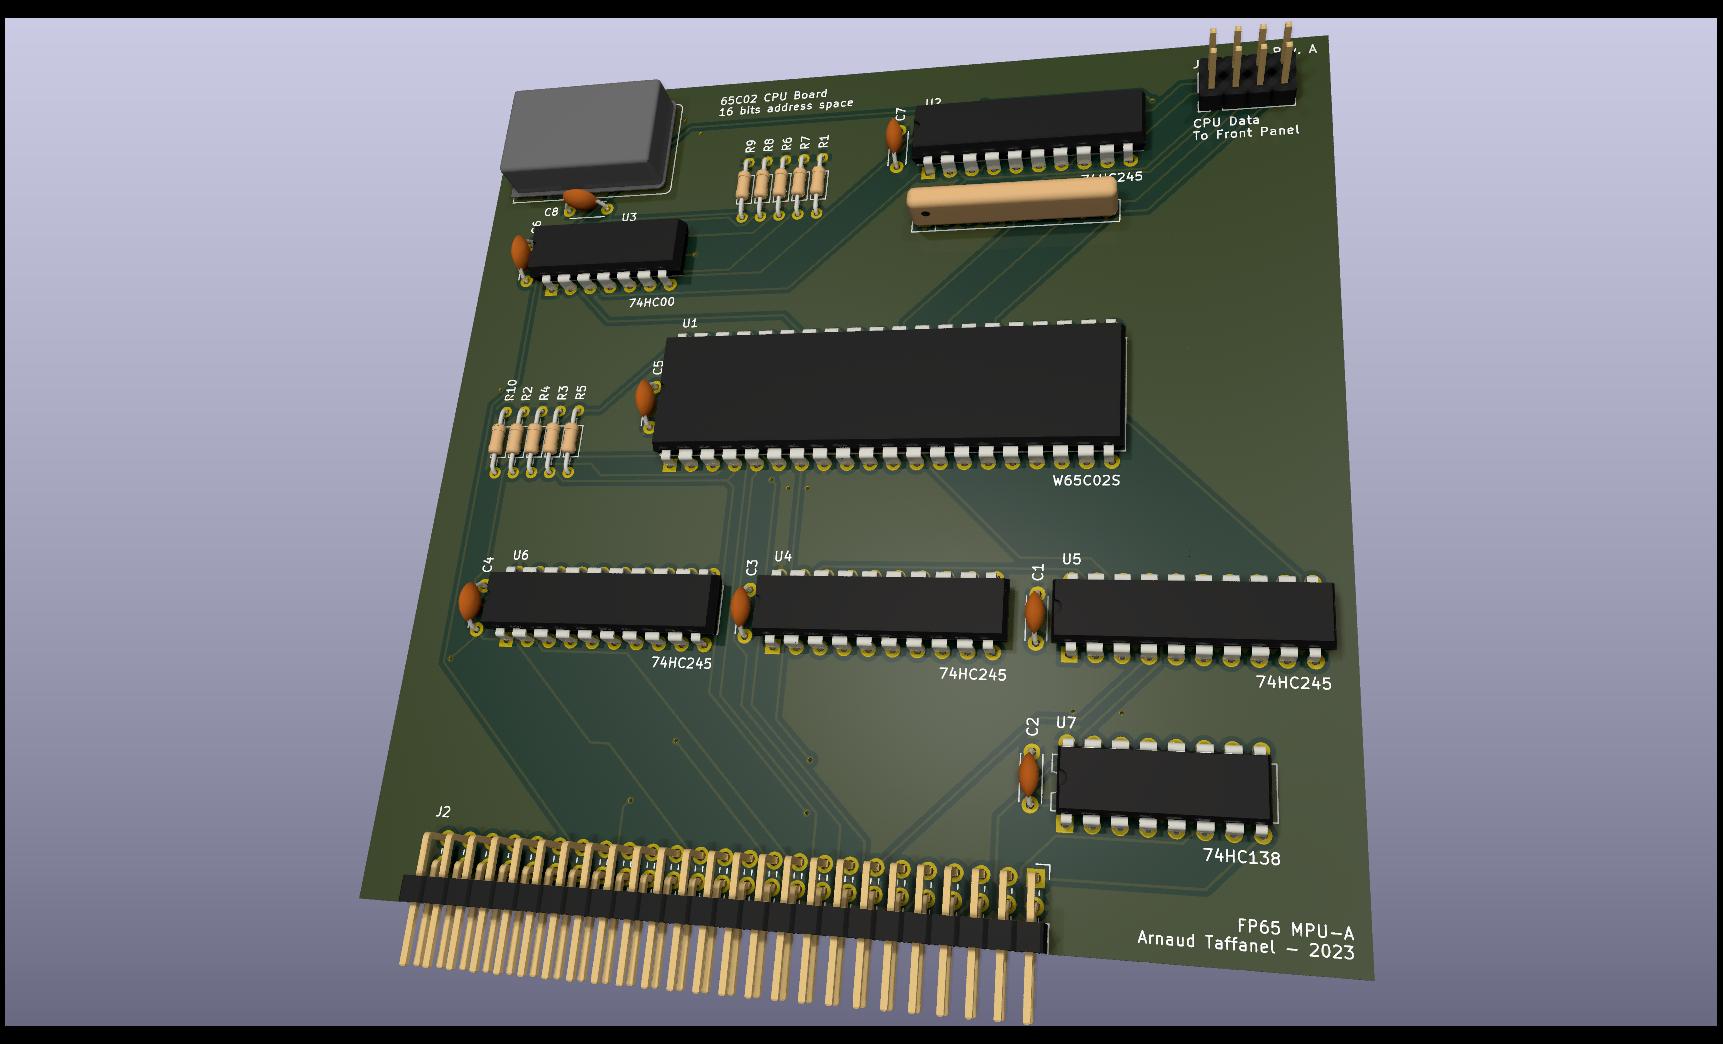 Rev. A
65C02 CPU Board
16 bits address space
C7
U2
CPU Data
To Front Panel
R9
R8
R6
R7
R1
74HC245
C8
U3
C6
74HC00
U1
C5
R10
R2
R4
R3
R5
W65C02S
C4
U6
C3
U4
C1
U5
74HC245
74HC245
74HC245
C2
U7
J2
74HC138
FP65 MPU-A
Arnaud Taffanel - 2023